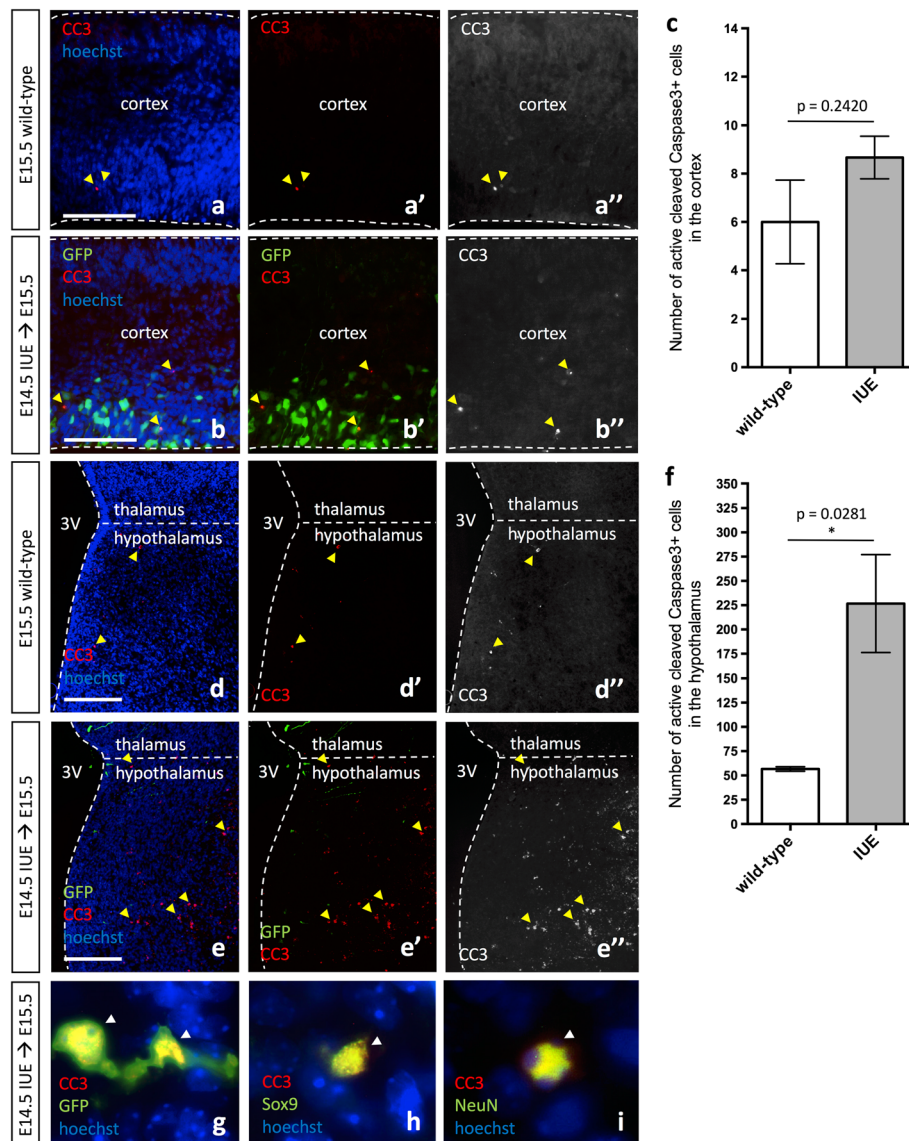 E15.5 wild-type
CC3
hoechst
cortex
a
CC3
cortex
a’
CC3
cortex
a’’
E14.5 IUE → E15.5
GFP
CC3
hoechst
cortex
b
GFP
CC3
cortex
b’
CC3
cortex
b’’
c
Number of active cleaved Caspase3+ cells
in the cortex
14
12
10
8
6
4
2
0
p = 0.2420
wild-type
IUE
E15.5 wild-type
3V
thalamus
hypothalamus
CC3
hoechst
d
3V
thalamus
hypothalamus
CC3
d’
3V
thalamus
hypothalamus
CC3
d’’
E14.5 IUE → E15.5
3V
thalamus
hypothalamus
GFP
CC3
hoechst
e
3V
thalamus
hypothalamus
GFP
CC3
e’
3V
thalamus
hypothalamus
CC3
e’’
f
Number of active cleaved Caspase3+ cells
in the hypothalamus
350
325
300
275
250
225
200
175
150
125
100
75
50
25
0
p = 0.0281
*
wild-type
IUE
E14.5 IUE → E15.5
CC3
GFP
hoechst
g
CC3
Sox9
hoechst
h
CC3
NeuN
hoechst
i